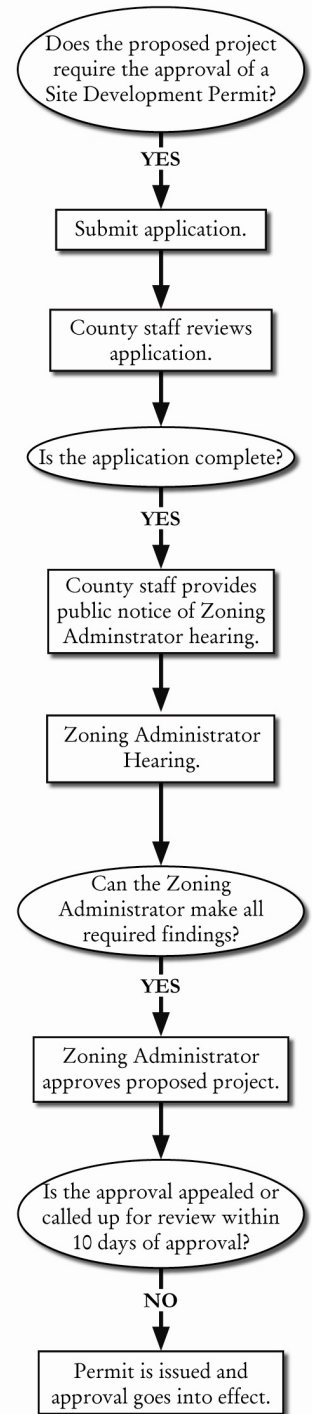 Does the proposed project
require the approval of a
Site Development Permit?
YES
Submit application.
County staff reviews
application.
Is the application complete?
YES
County staff provides
public notice of Zoning
Adminstrator hearing.
Zoning Administrator
Hearing.
Can the Zoning
Administrator make all
required findings?
YES
Zoning Administrator
approves proposed project.
Is the approval appealed or
called up for review within
10 days of approval?
NO
Permit is issued and
approval goes into effect.